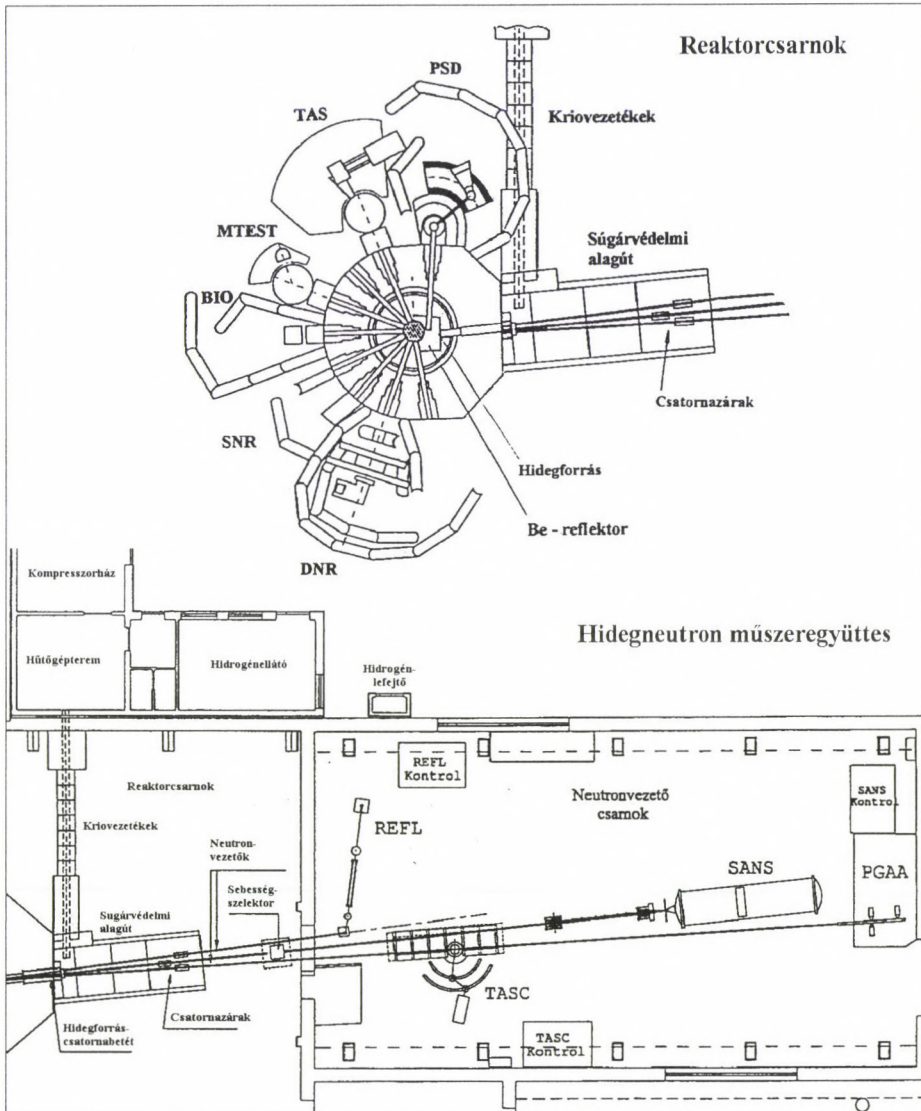 Reaktorcsarnok
PSD
TAS
Kriovezetékek
MTEST
Súgárvédelmi
alagút
BIO
Csatornazárak
SNR
Hidegforrás
Be - reflektor
DNR
Kompresszorház
Hidegneutron műszeregyüttes
Hűtőgépterem
Hidrogénellátó
Hidrogén-
lefejtő
REFL
Kontrol
Reaktorcsarnok
Neutronvezető
csarnok
SANS
Kontrol
Kriovezetékek
REFL
Neutron-
vezetők
SANS
PGAA
Sebesség-
szelektor
Sugárvédelmi
alagút
TASC
Csatornazárak
Hidegforrás-
csatornabetét
TASC
Kontrol